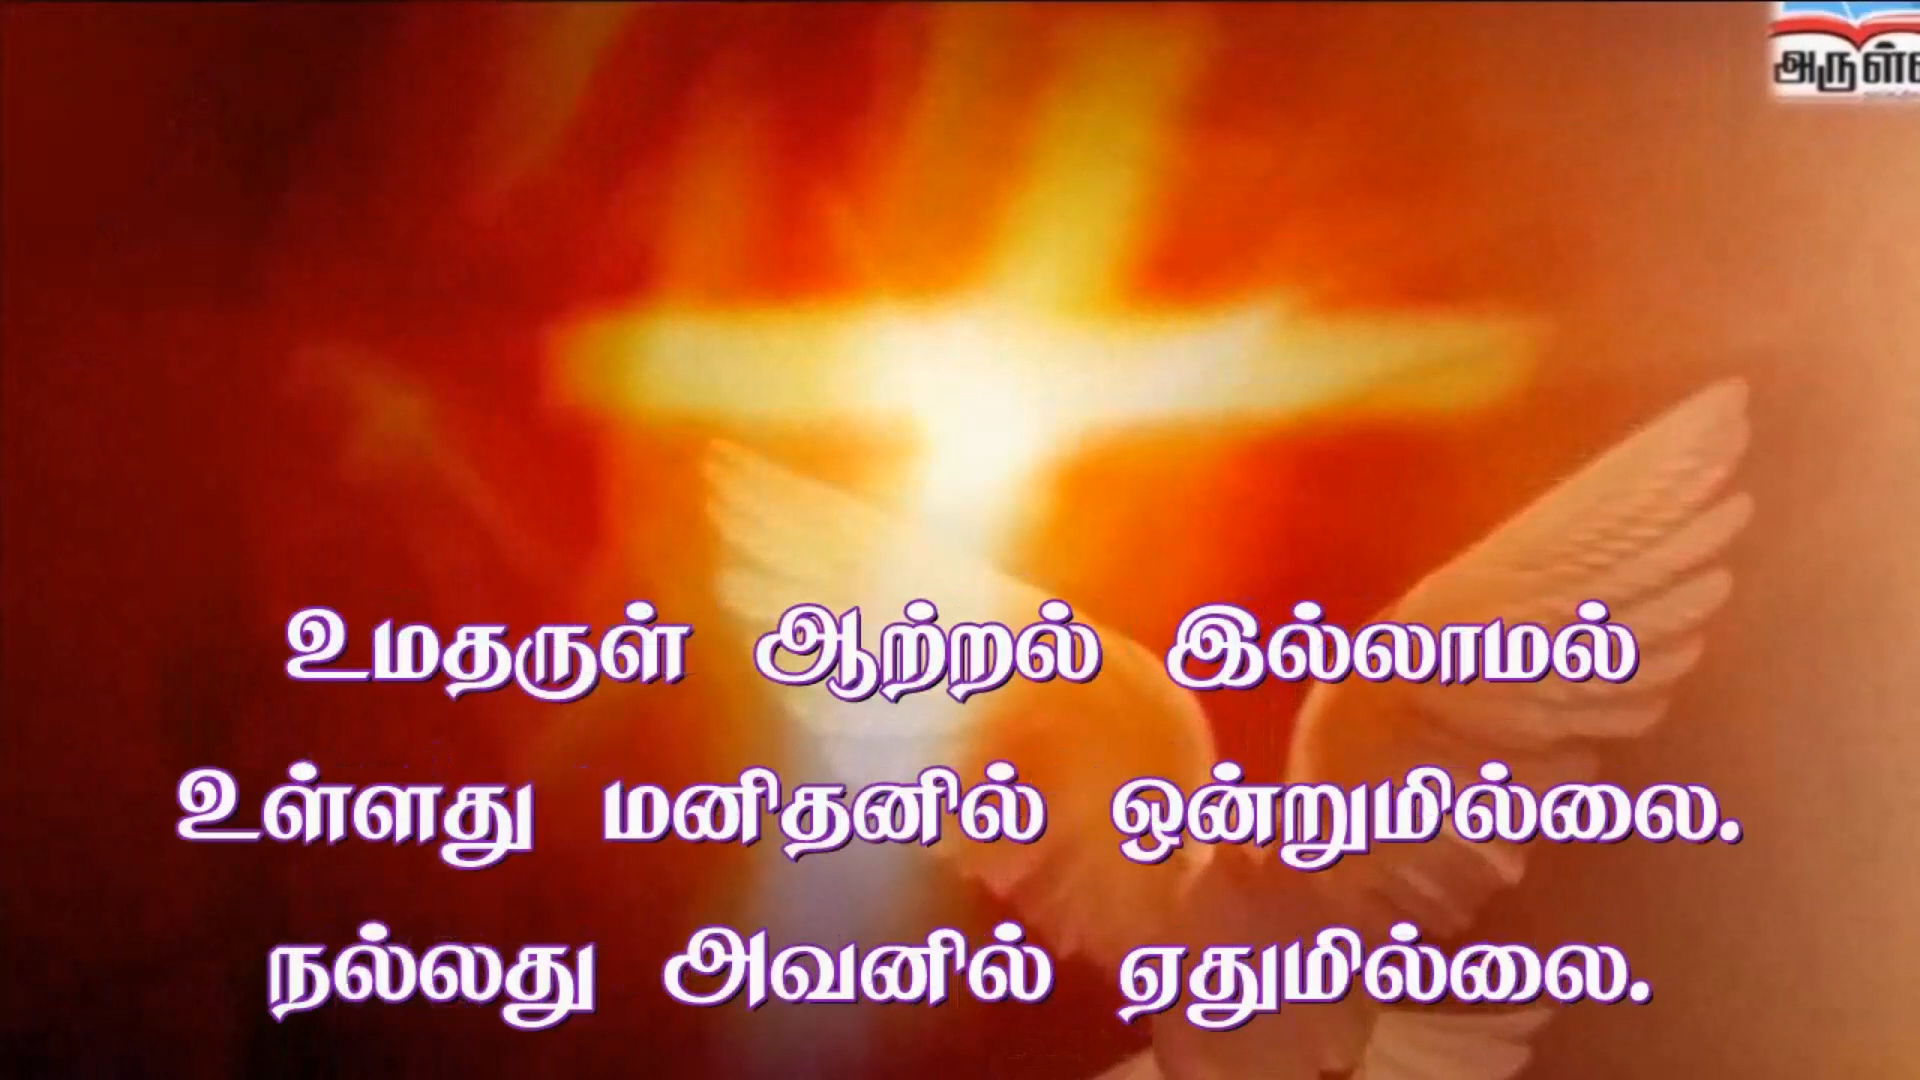 உமதருள் ஆற்றல் இல்லாமல்
உள்ளது மனிதனில் ஒன்றுமில்லை.
நல்லது அவனில் ஏதுமில்லை.